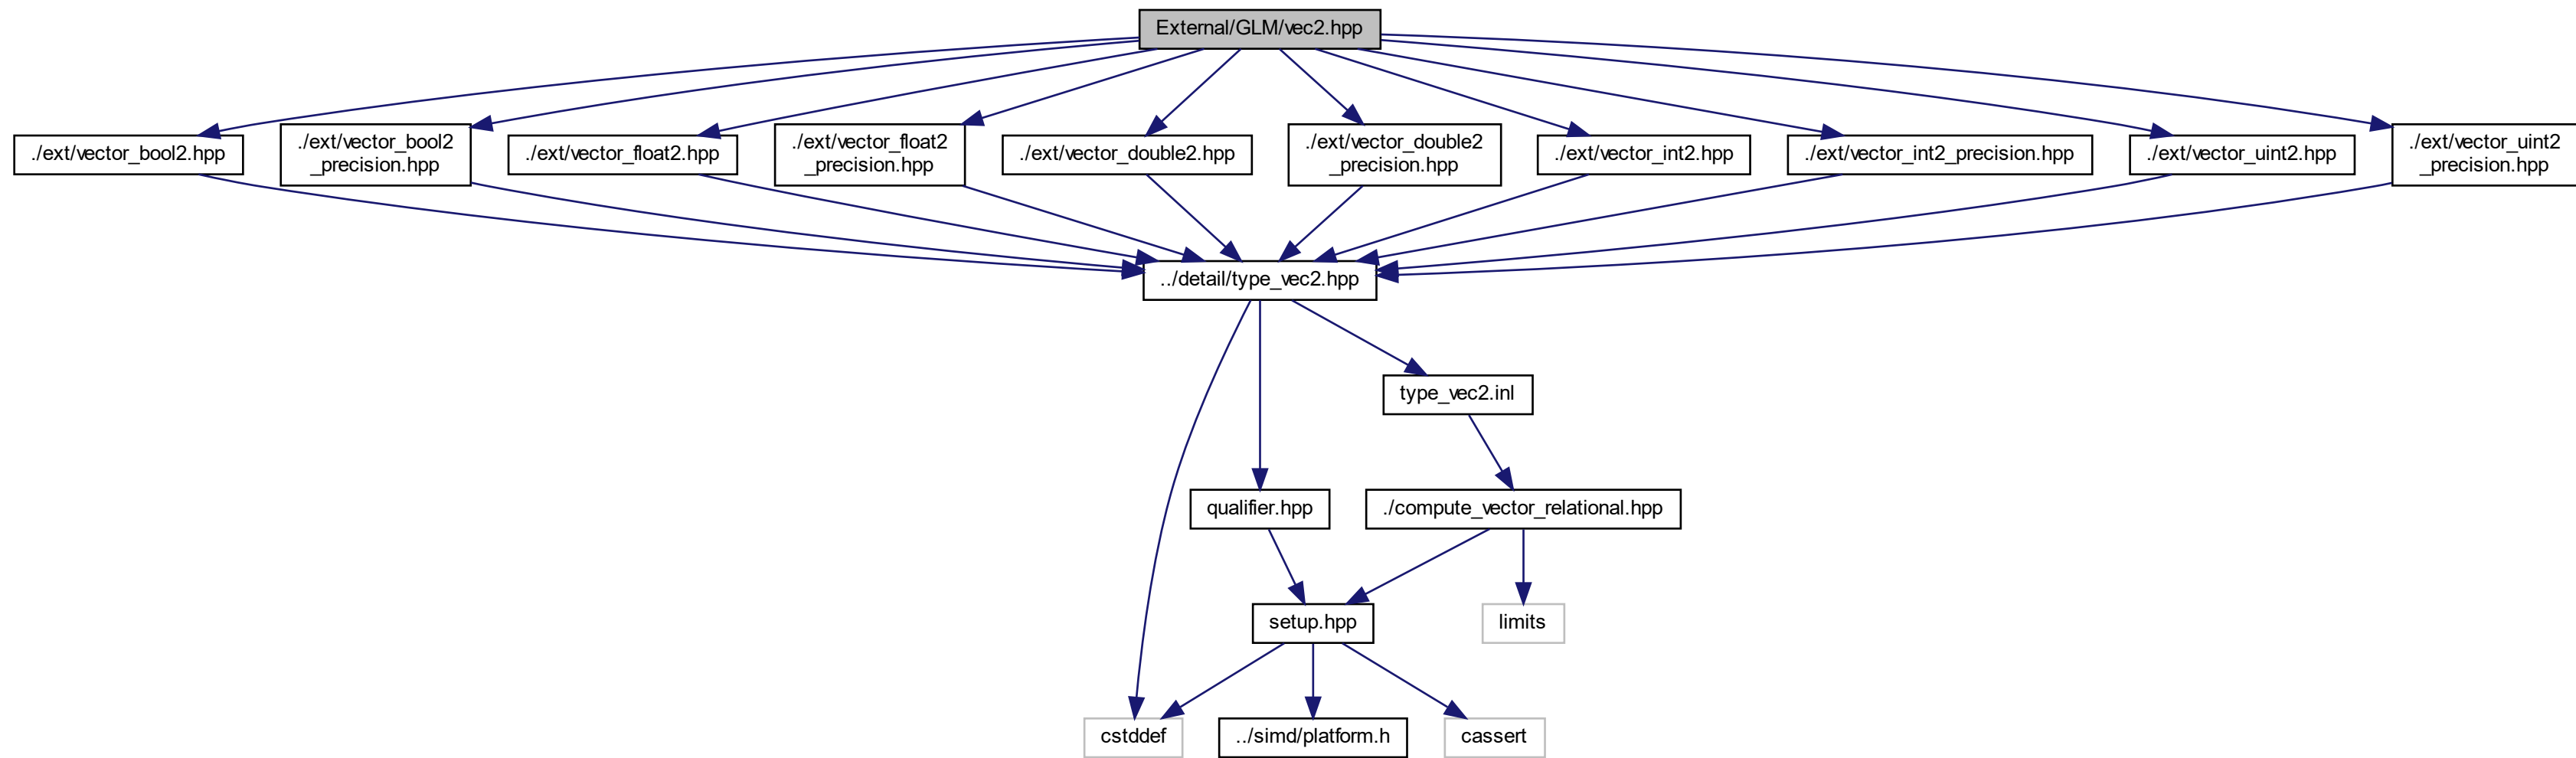 External/GLM/vec2.hpp
./ext/vector_bool2.hpp
./ext/vector_bool2
_precision.hpp
./ext/vector_float2.hpp
./ext/vector_float2
_precision.hpp
./ext/vector_double2.hpp
./ext/vector_double2
_precision.hpp
./ext/vector_int2.hpp
./ext/vector_int2_precision.hpp
./ext/vector_uint2.hpp
./ext/vector_uint2
_precision.hpp
../detail/type_vec2.hpp
type_vec2.inl
qualifier.hpp
./compute_vector_relational.hpp
setup.hpp
limits
cstddef
../simd/platform.h
cassert